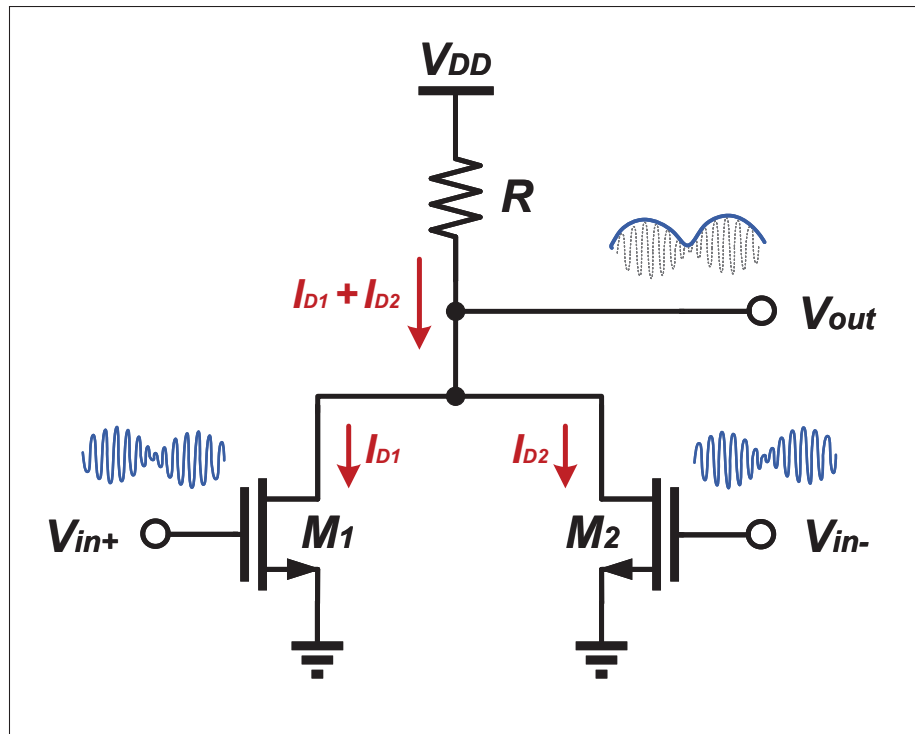 VDD
R
ID1 + ID2
Vout
ID1
ID2
Vin+
M1
M2
Vin-